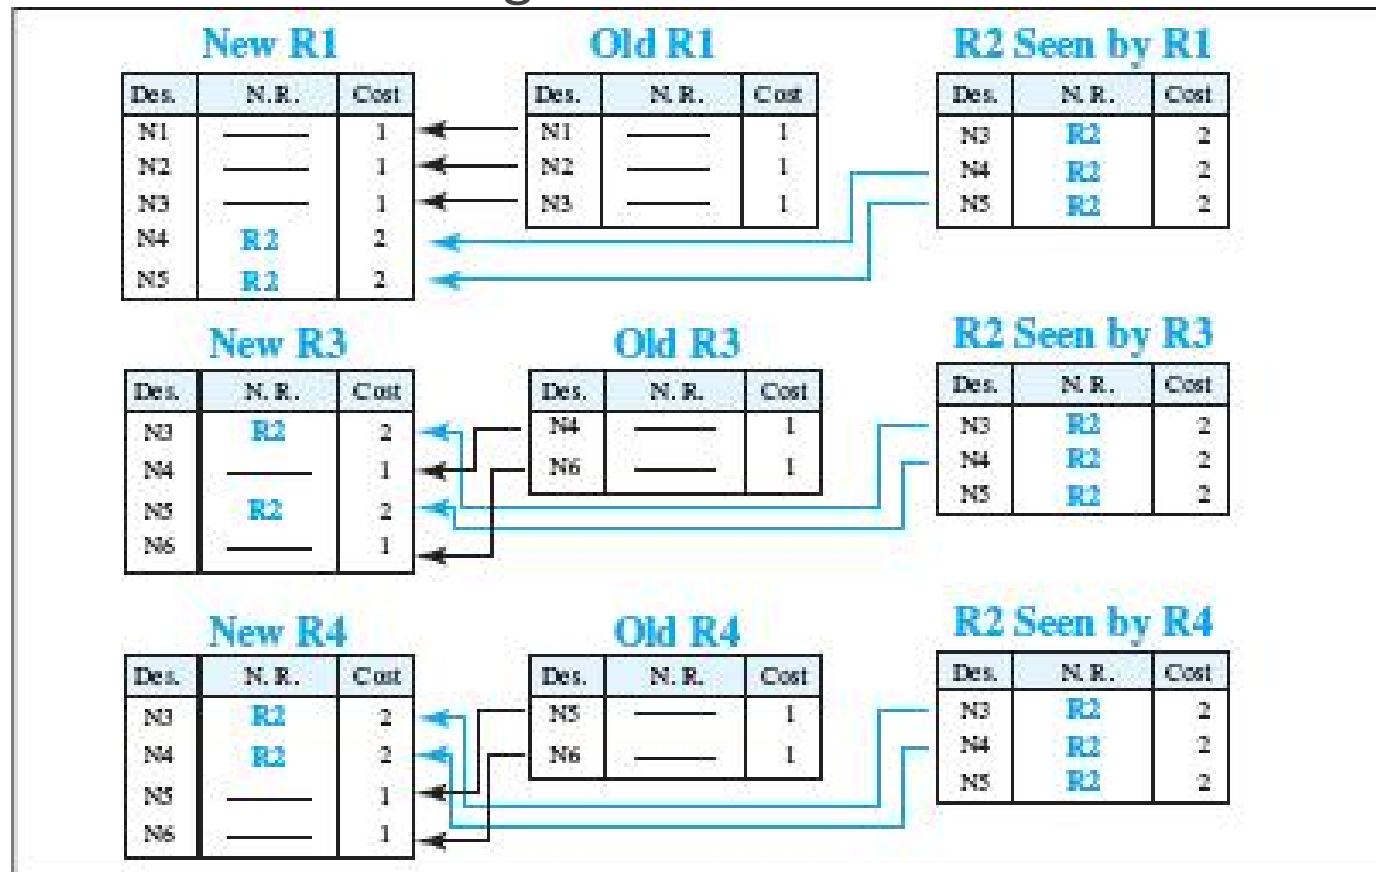 New R1 Old R1 R2 Seen by R1
Des. N.R. Cost Des. N.R. Cost Des. N.R. Cost
N1 1 N1 1 N3 R2 2
N2 1 N2 1 N4 R2 2
N3 1 N3 1 N5 R2 2
N4 R2 2
N5 R2 2
New R3 Old R3 R2 Seen by R3
Des. N.R. Cost Des. N.R. Cost Des. N.R. Cost
N3 R2 2 N4 1 N3 R2 2
N4 1 N6 1 N4 R2 2
N5 R2 2 N5 R2 2
N6 1
New R4 Old R4 R2 Seen by R4
Des. N.R. Cost Des. N.R. Cost Des. N.R. Cost
N3 R2 2 N5 1 N3 R2 2
N4 R2 2 N6 1 N4 R2 2
N5 1 N5 R2 2
N6 1